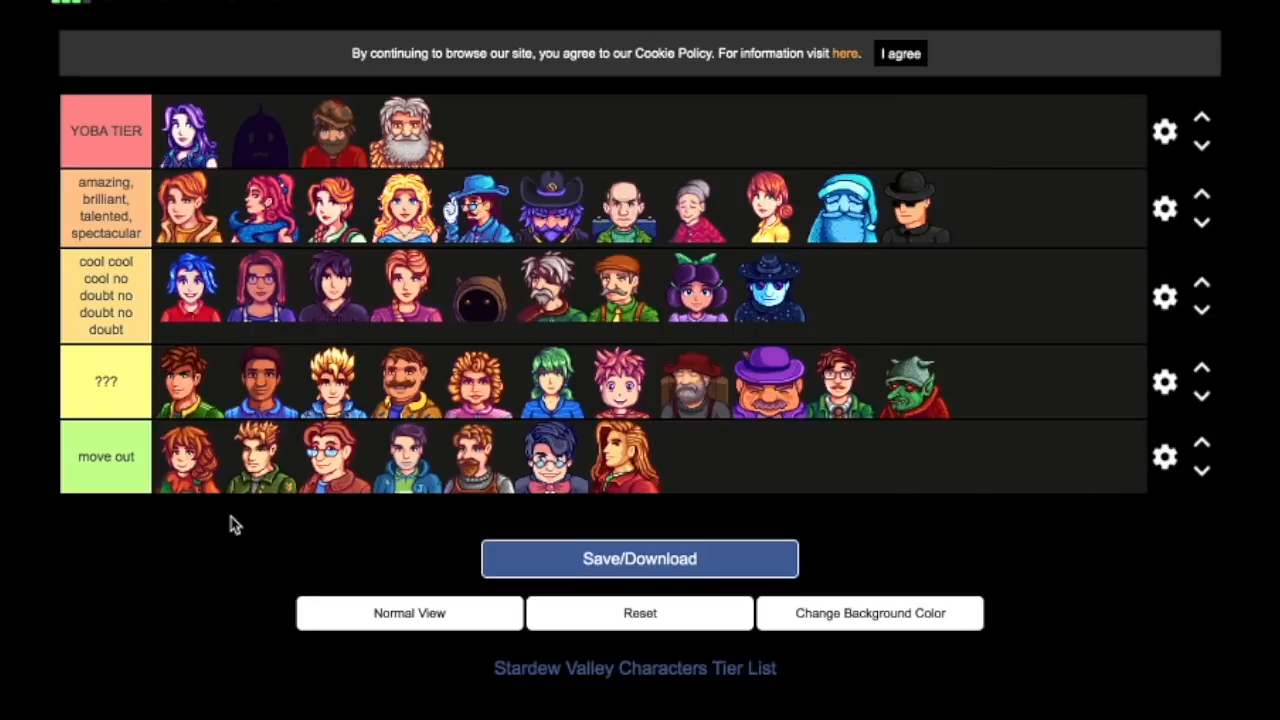 By continuing to browse our site, you agree to our Cookie Policy. For information visit here.
I agree
YOBA TIER
amazing,
brilliant,
talented,
spectacular
cool cool
cool no
doubt no
doubt no
doubt
???
move out
Save/Download
Normal View
Reset
Change Background Color
Stardew Valley Characters Tier List